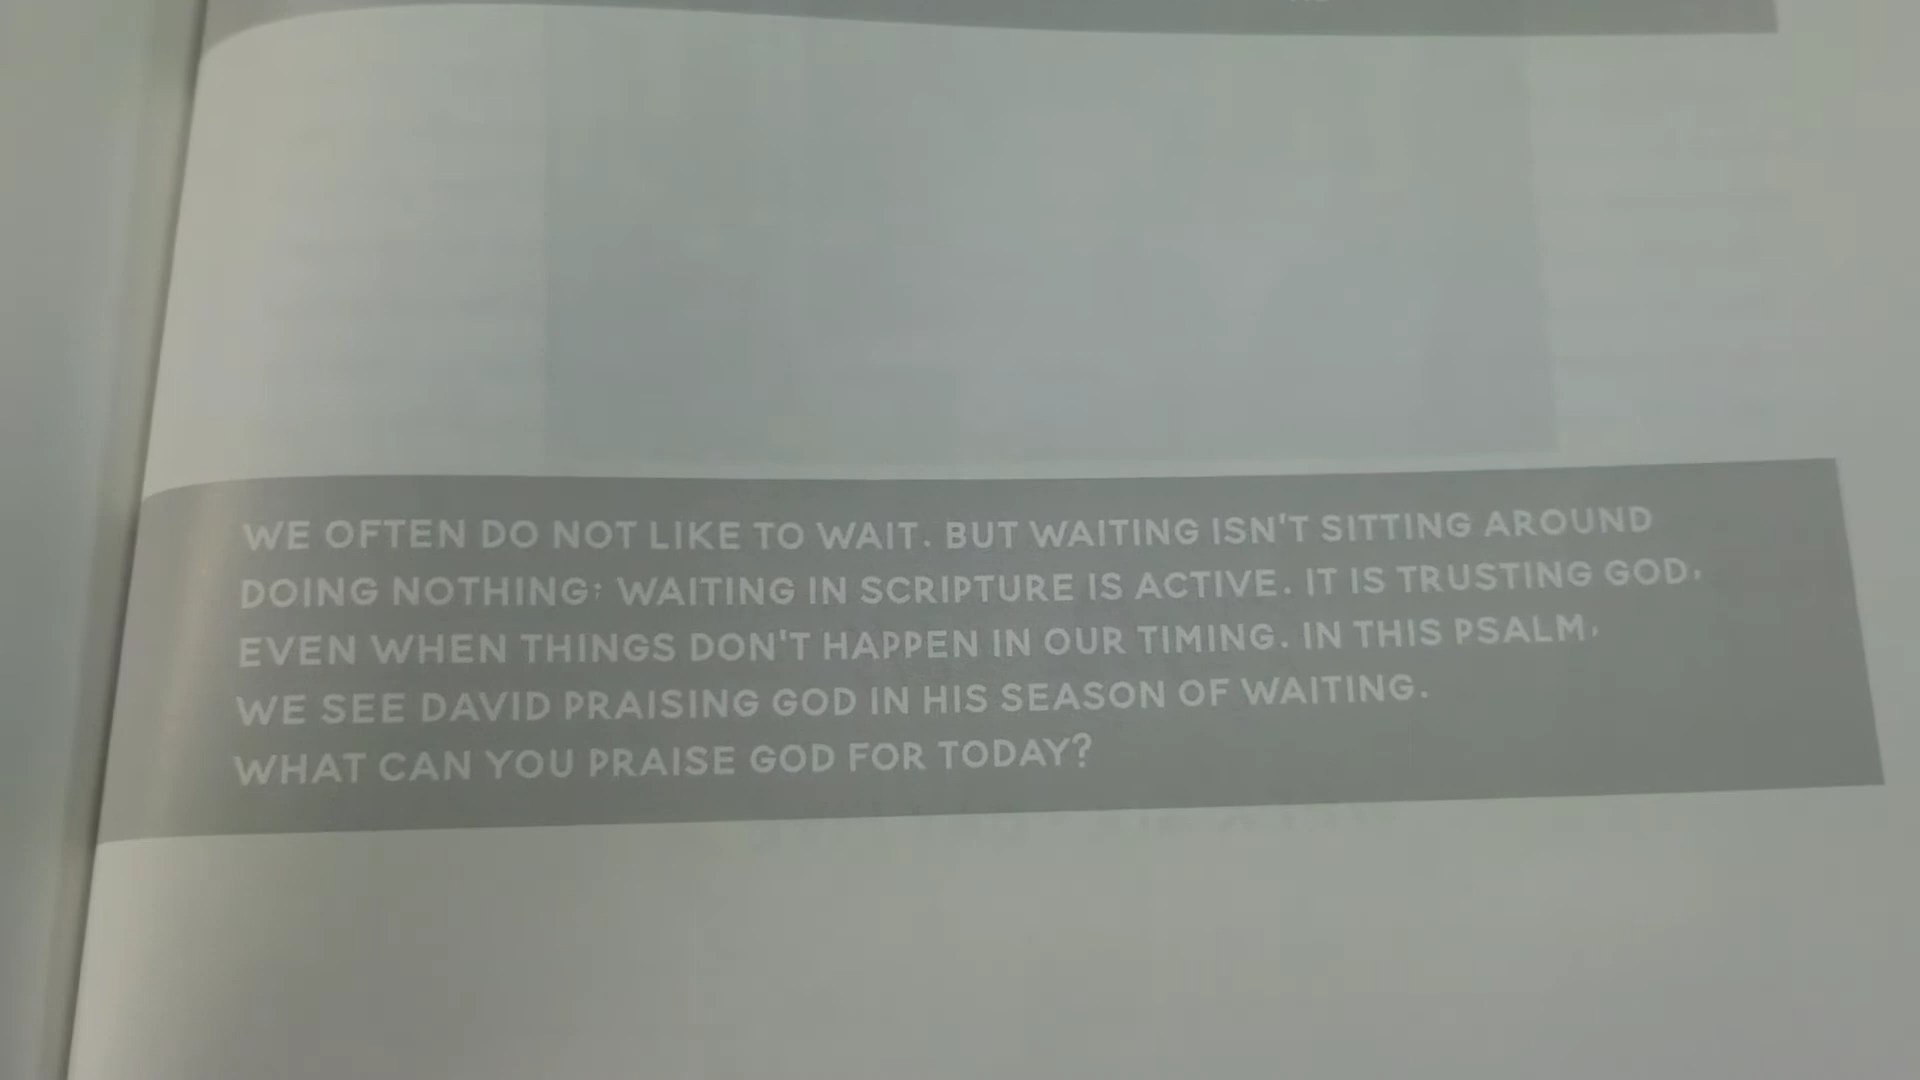 WE OFTEN DO NOT LIKE TO WAIT. BUT WAITING ISN'T SITTING AROUND
DOING NOTHING; WAITING IN SCRIPTURE IS ACTIVE. IT IS TRUSTING GOD,
EVEN WHEN THINGS DON'T HAPPEN IN OUR TIMING. IN THIS PSALM,
WE SEE DAVID PRAISING GOD IN HIS SEASON OF WAITING.
WHAT CAN YOU PRAISE GOD FOR TODAY?